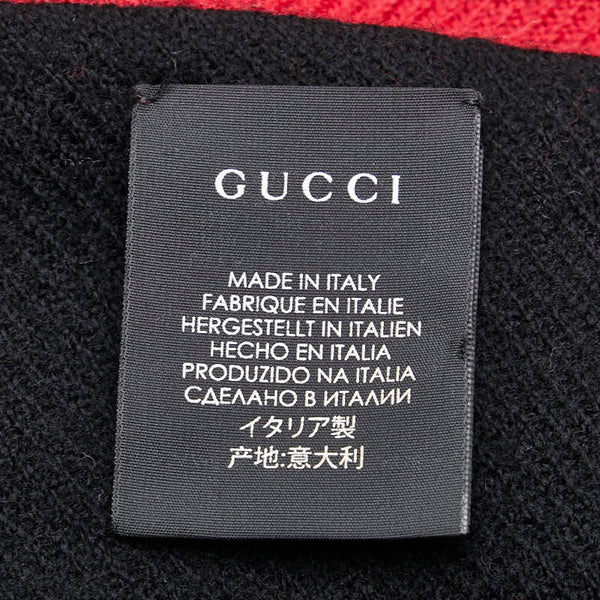 GUCCI
MADE IN ITALY
FABRIQUE EN ITALIE
HERGESTELLT IN ITALIEN
HECHO EN ITALIA
PRODUZIDO NA ITALIA
СДЕЛАНО В ИТАЛИИ
イタリア製
产地:意大利